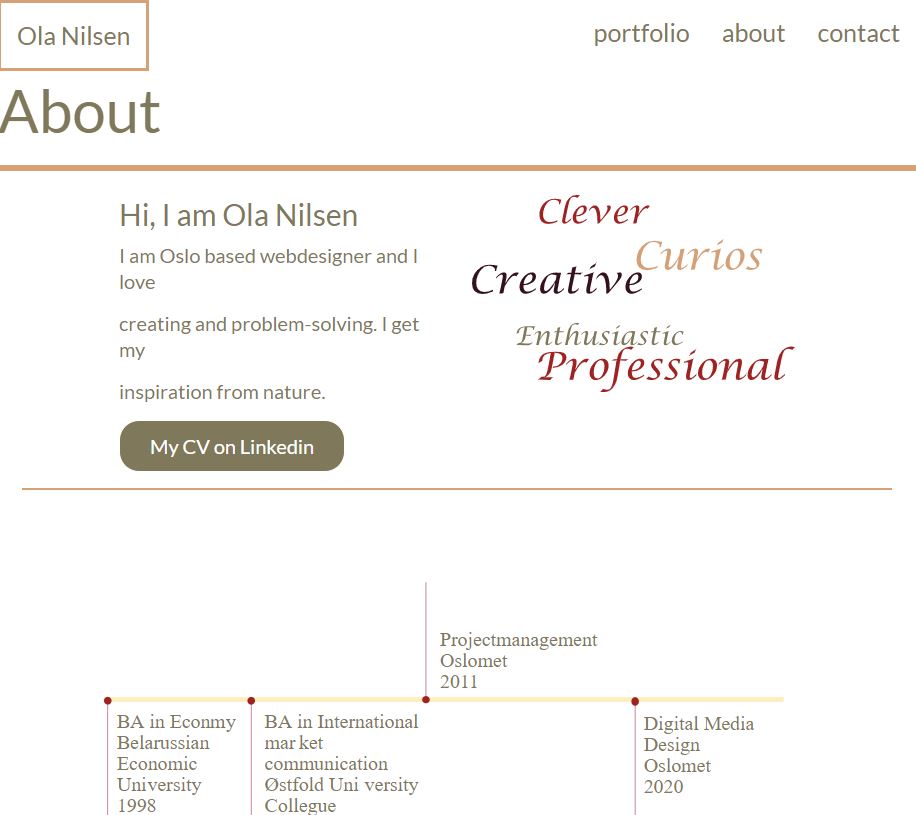 Ola Nilsen
portfolio about contact
About
Hi, I am Ola Nilsen
I am Oslo based webdesigner and I
love
creating and problem-solving. I get
my
inspiration from nature.
My CV on Linkedin
Clever
Curios
Creative
Enthusiastic
Professional
Projectmanagement
Oslomet
2011
BA in Econmy
Belarussian
Economic
University
1998
BA in International
mar ket
communication
Østfold Uni versity
Collegue
Digital Media
Design
Oslomet
2020